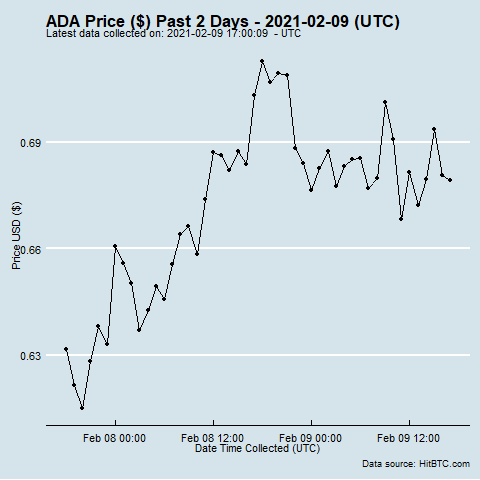 ADA Price ($) Past 2 Days - 2021-02-09 (UTC)
Latest data collected on: 2021-02-09 17:00:09 - UTC
0.69
0.66
0.63
Price USD ($)
Feb 08 00:00 Feb 08 12:00 Feb 09 00:00 Feb 09 12:00
Date Time Collected (UTC)
Data source: HitBTC.com